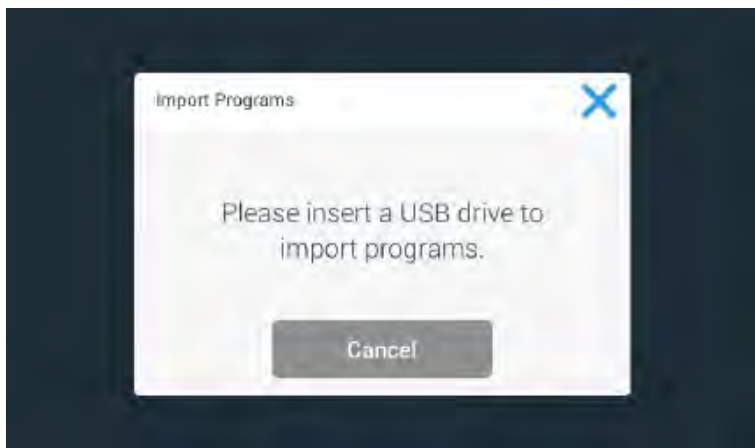 Import Programs
Please insert a USB drive to
import programs.
Cancel